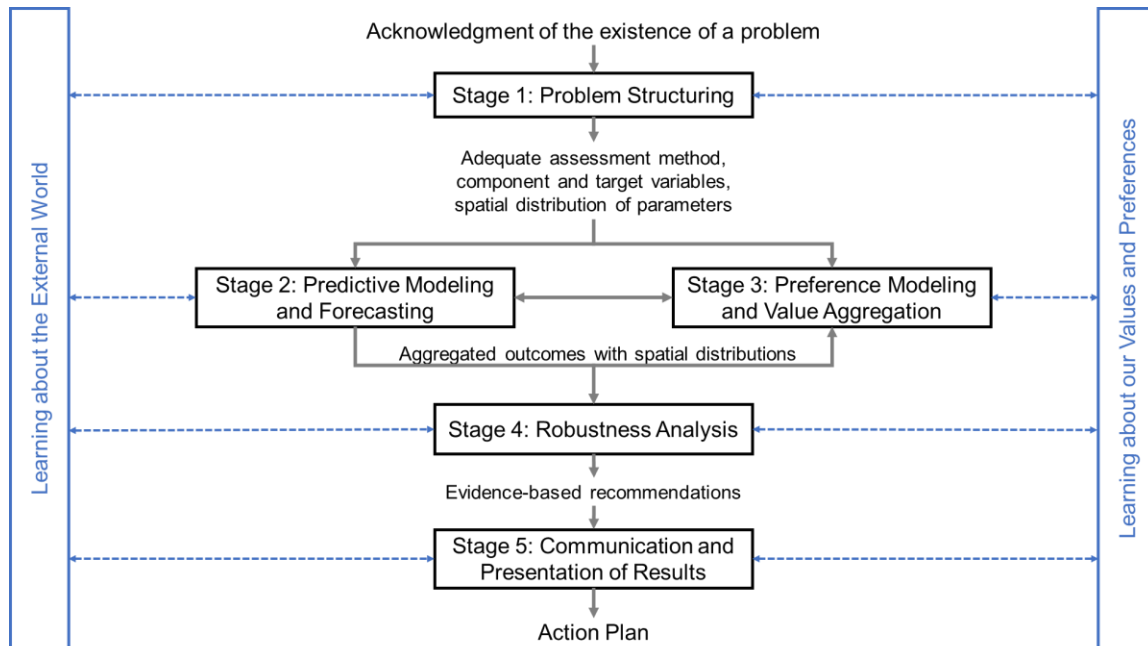 Acknowledgment of the existence of a problem
Stage 1: Problem Structuring
Adequate assessment method,
component and target variables,
spatial distribution of parameters
Learning about the External World
Learning about our Values and Preferences
Stage 2: Predictive Modeling
and Forecasting
Stage 3: Preference Modeling
and Value Aggregation
Aggregated outcomes with spatial distributions
Stage 4: Robustness Analysis
Evidence-based recommendations
Stage 5: Communication and
Presentation of Results
Action Plan